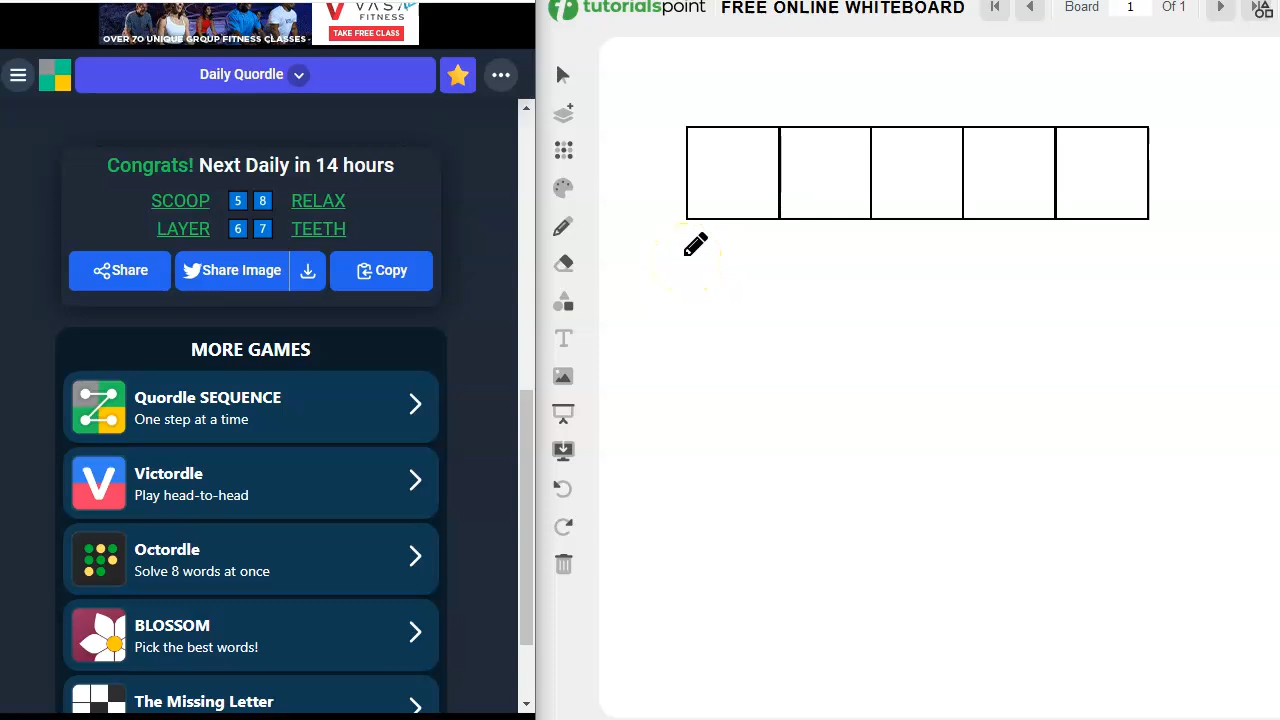 VASA
FITNESS
OVER 70 UNIQUE GROUP FITNESS CLASSES -
TAKE FREE CLASS
Daily Quordle
Congrats! Next Daily in 14 hours
SCOOP 5 8 RELAX
LAYER 6 7 TEETH
Share
Share Image
Copy
MORE GAMES
Quordle SEQUENCE
One step at a time
V
Victordle
Play head-to-head
Octordle
Solve 8 words at once
BLOSSOM
Pick the best words!
The Missing Letter
tutorialspoint
FREE ONLINE WHITEBOARD
Board 1 Of 1
T